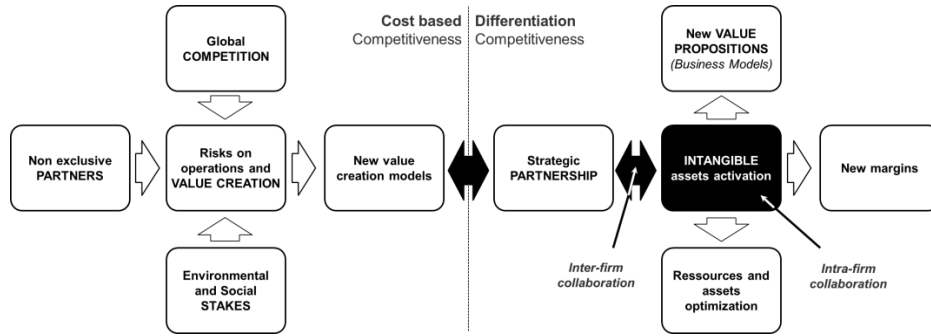 Cost based
Competitiveness
Differentiation
Competitiveness
Global
COMPETITION
New VALUE
PROPOSITIONS
(Business Models)
Non exclusive
PARTNERS
Risks on
operations and
VALUE CREATION
New value
creation models
Strategic
PARTNERSHIP
INTANGIBLE
assets activation
New margins
Environmental
and Social
STAKES
Inter-firm
collaboration
Ressources and
assets
optimization
Intra-firm
collaboration